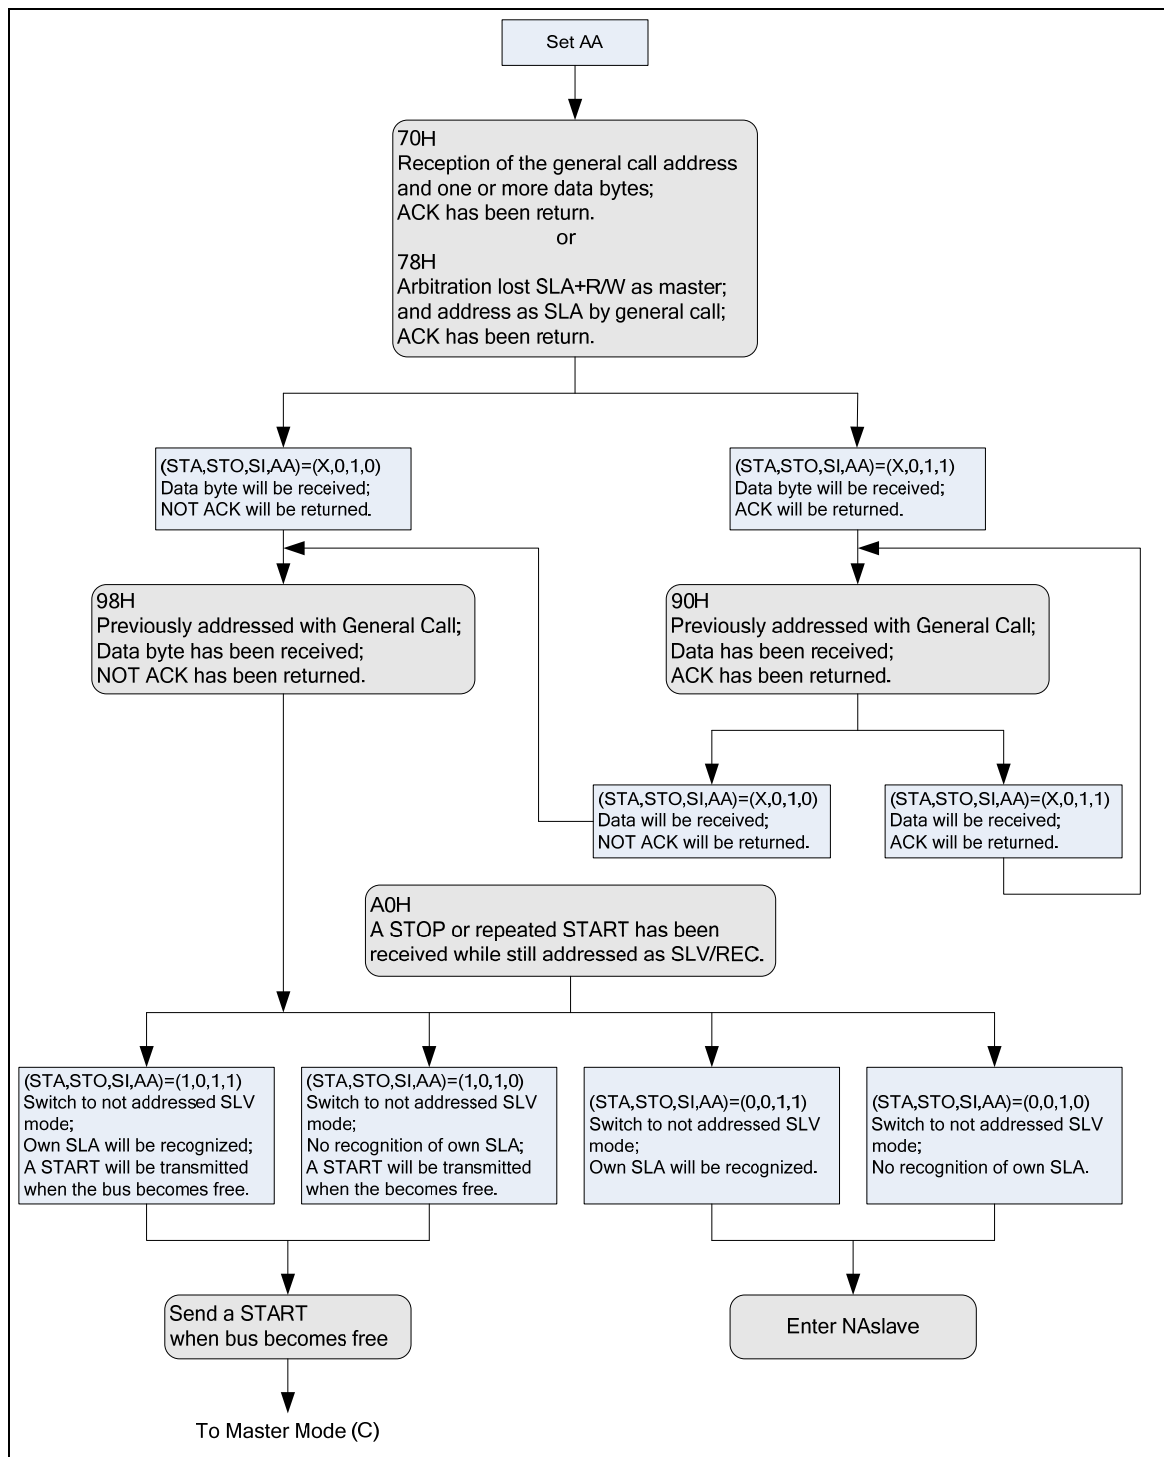 Set AA
70H
Reception of the general call address
and one or more data bytes;
ACK has been return.
or
78H
Arbitration lost SLA+R/W as master;
and address as SLA by general call;
ACK has been return.
(STA,STO,SI,AA)=(X,0,1,0)
Data byte will be received;
NOT ACK will be returned.
(STA,STO,SI,AA)=(X,0,1,1)
Data byte will be received;
ACK will be returned.
98H
Previously addressed with General Call;
Data byte has been received;
NOT ACK has been returned.
90H
Previously addressed with General Call;
Data has been received;
ACK has been returned.
(STA,STO,SI,AA)=(X,0,1,0)
Data will be received;
NOT ACK will be returned.
(STA,STO,SI,AA)=(X,0,1,1)
Data will be received;
ACK will be returned.
A0H
A STOP or repeated START has been
received while still addressed as SLV/REC.
(STA,STO,SI,AA)=(1,0,1,1)
Switch to not addressed SLV
mode;
Own SLA will be recognized;
A START will be transmitted
when the bus becomes free.
(STA,STO,SI,AA)=(1,0,1,0)
Switch to not addressed SLV
mode;
No recognition of own SLA;
A START will be transmitted
when the becomes free.
(STA,STO,SI,AA)=(0,0,1,1)
Switch to not addressed SLV
mode;
Own SLA will be recognized.
(STA,STO,SI,AA)=(0,0,1,0)
Switch to not addressed SLV
mode;
No recognition of own SLA.
Send a START
when bus becomes free
Enter NAslave
To Master Mode (C)